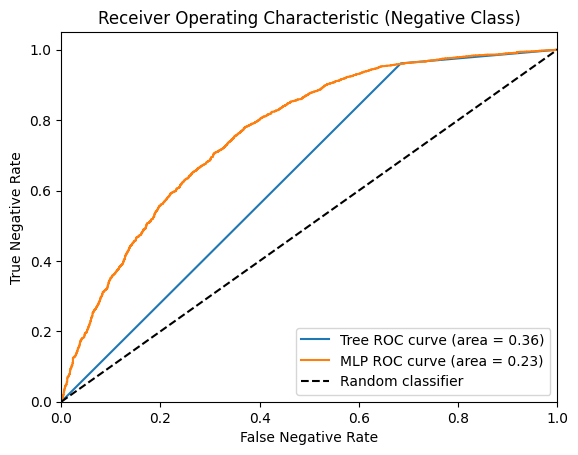 Receiver Operating Characteristic (Negative Class)
True Negative Rate
1.0
0.8
0.6
0.4
0.2
0.0
Tree ROC curve (area = 0.36)
MLP ROC curve (area = 0.23)
Random classifier
0.0 0.2 0.4 0.6 0.8 1.0
False Negative Rate